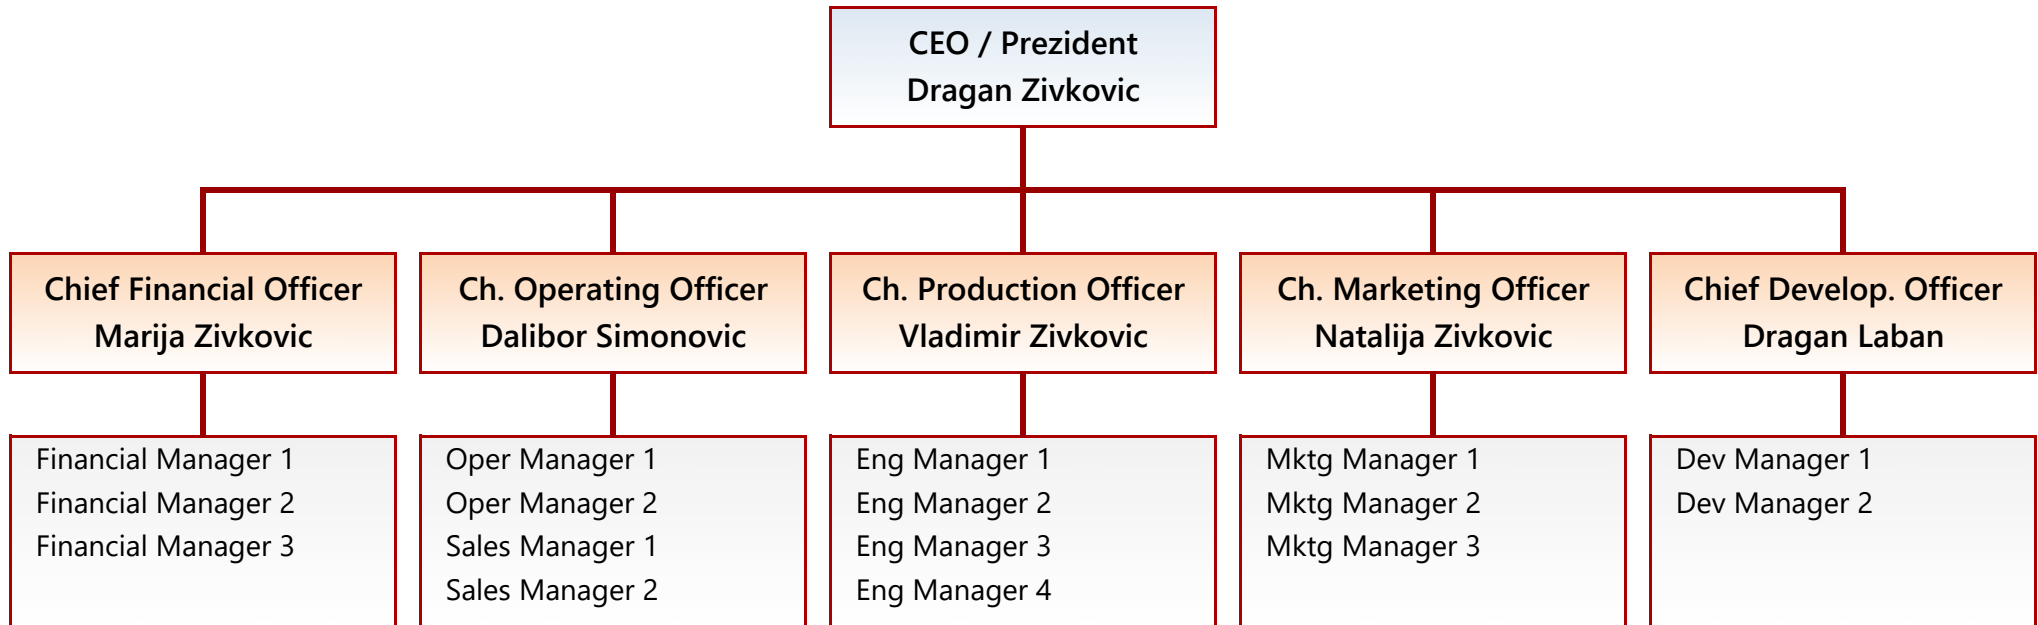 CEO / Prezident
Dragan Zivkovic
Chief Financial Officer
Marija Zivkovic
Ch. Operating Officer
Dalibor Simonovic
Ch. Production Officer
Vladimir Zivkovic
Ch. Marketing Officer
Natalija Zivkovic
Chief Develop. Officer
Dragan Laban
Financial Manager 1
Financial Manager 2
Financial Manager 3
Oper Manager 1
Oper Manager 2
Sales Manager 1
Sales Manager 2
Eng Manager 1
Eng Manager 2
Eng Manager 3
Eng Manager 4
Mktg Manager 1
Mktg Manager 2
Mktg Manager 3
Dev Manager 1
Dev Manager 2